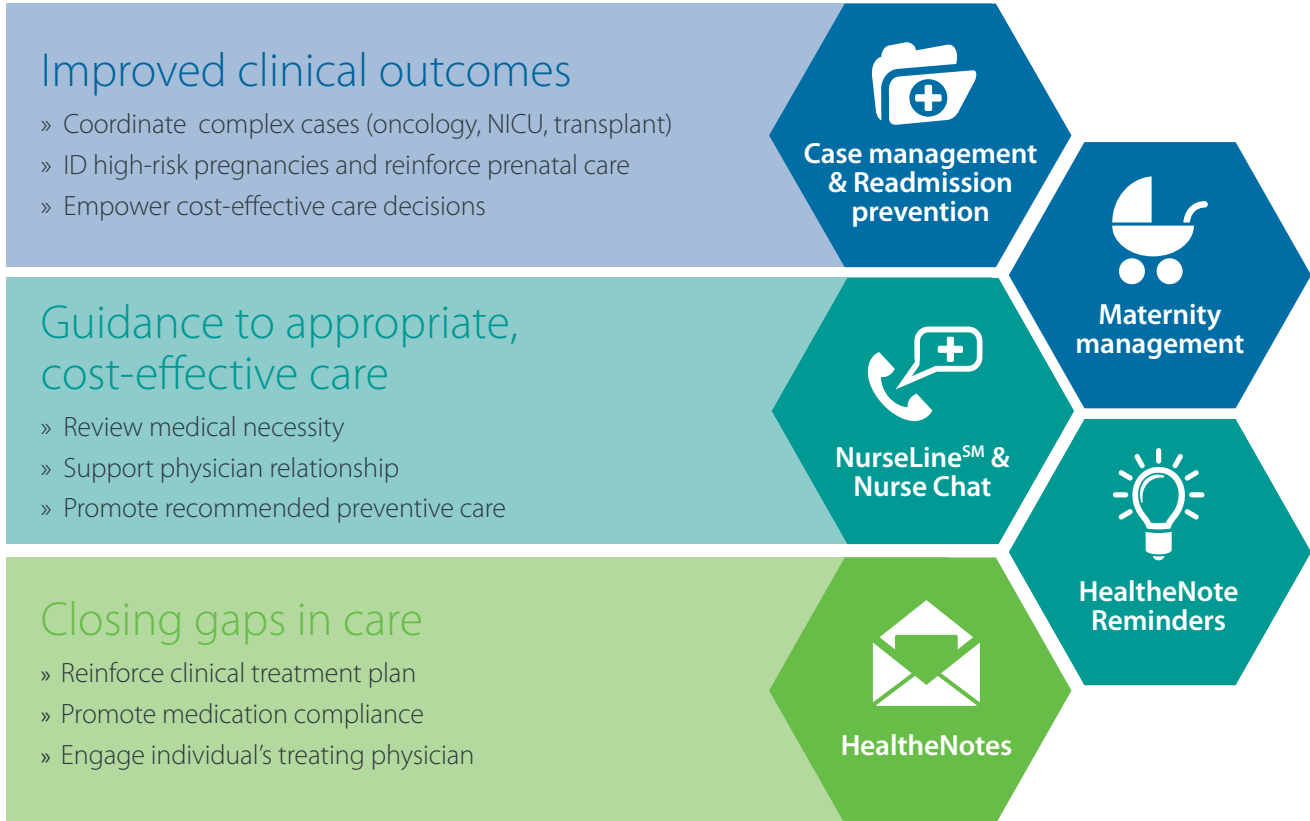 Improved clinical outcomes
» Coordinate complex cases (oncology, NICU, transplant)
» ID high-risk pregnancies and reinforce prenatal care
» Empower cost-effective care decisions
Case management
& Readmission
prevention
Maternity
management
Guidance to appropriate,
cost-effective care
» Review medical necessity
» Support physician relationship
» Promote recommended preventive care
NurseLine℠ &
Nurse Chat
HealtheNote
Reminders
Closing gaps in care
» Reinforce clinical treatment plan
» Promote medication compliance
» Engage individual’s treating physician
HealtheNotes